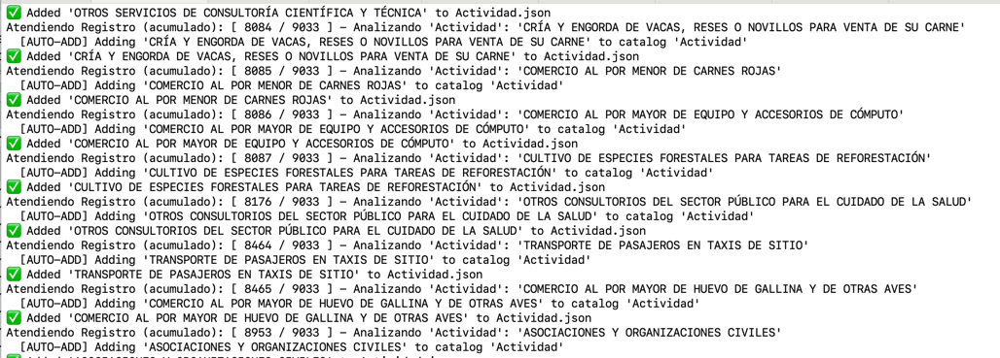 ✅ Added 'OTROS SERVICIOS DE CONSULTORÍA CIENTÍFICA Y TÉCNICA' to Actividad.json
Atendiendo Registro (acumulado): [ 8084 / 9033 ] – Analizando 'Actividad': 'CRÍA Y ENGORDA DE VACAS, RESES O NOVILLOS PARA VENTA DE SU CARNE'
[AUTO-ADD] Adding 'CRÍA Y ENGORDA DE VACAS, RESES O NOVILLOS PARA VENTA DE SU CARNE' to catalog 'Actividad'
✅ Added 'CRÍA Y ENGORDA DE VACAS, RESES O NOVILLOS PARA VENTA DE SU CARNE' to Actividad.json
Atendiendo Registro (acumulado): [ 8085 / 9033 ] – Analizando 'Actividad': 'COMERCIO AL POR MENOR DE CARNES ROJAS'
[AUTO-ADD] Adding 'COMERCIO AL POR MENOR DE CARNES ROJAS' to catalog 'Actividad'
✅ Added 'COMERCIO AL POR MENOR DE CARNES ROJAS' to Actividad.json
Atendiendo Registro (acumulado): [ 8086 / 9033 ] – Analizando 'Actividad': 'COMERCIO AL POR MAYOR DE EQUIPO Y ACCESORIOS DE CÓMPUTO'
[AUTO-ADD] Adding 'COMERCIO AL POR MAYOR DE EQUIPO Y ACCESORIOS DE CÓMPUTO' to catalog 'Actividad'
✅ Added 'COMERCIO AL POR MAYOR DE EQUIPO Y ACCESORIOS DE CÓMPUTO' to Actividad.json
Atendiendo Registro (acumulado): [ 8087 / 9033 ] – Analizando 'Actividad': 'CULTIVO DE ESPECIES FORESTALES PARA TAREAS DE REFORESTACIÓN'
[AUTO-ADD] Adding 'CULTIVO DE ESPECIES FORESTALES PARA TAREAS DE REFORESTACIÓN' to catalog 'Actividad'
✅ Added 'CULTIVO DE ESPECIES FORESTALES PARA TAREAS DE REFORESTACIÓN' to Actividad.json
Atendiendo Registro (acumulado): [ 8176 / 9033 ] – Analizando 'Actividad': 'OTROS CONSULTORIOS DEL SECTOR PÚBLICO PARA EL CUIDADO DE LA SALUD'
[AUTO-ADD] Adding 'OTROS CONSULTORIOS DEL SECTOR PÚBLICO PARA EL CUIDADO DE LA SALUD' to catalog 'Actividad'
✅ Added 'OTROS CONSULTORIOS DEL SECTOR PÚBLICO PARA EL CUIDADO DE LA SALUD' to Actividad.json
Atendiendo Registro (acumulado): [ 8464 / 9033 ] – Analizando 'Actividad': 'TRANSPORTE DE PASAJEROS EN TAXIS DE SITIO'
[AUTO-ADD] Adding 'TRANSPORTE DE PASAJEROS EN TAXIS DE SITIO' to catalog 'Actividad'
✅ Added 'TRANSPORTE DE PASAJEROS EN TAXIS DE SITIO' to Actividad.json
Atendiendo Registro (acumulado): [ 8465 / 9033 ] – Analizando 'Actividad': 'COMERCIO AL POR MAYOR DE HUEVO DE GALLINA Y DE OTRAS AVES'
[AUTO-ADD] Adding 'COMERCIO AL POR MAYOR DE HUEVO DE GALLINA Y DE OTRAS AVES' to catalog 'Actividad'
✅ Added 'COMERCIO AL POR MAYOR DE HUEVO DE GALLINA Y DE OTRAS AVES' to Actividad.json
Atendiendo Registro (acumulado): [ 8953 / 9033 ] – Analizando 'Actividad': 'ASOCIACIONES Y ORGANIZACIONES CIVILES'
[AUTO-ADD] Adding 'ASOCIACIONES Y ORGANIZACIONES CIVILES' to catalog 'Actividad'